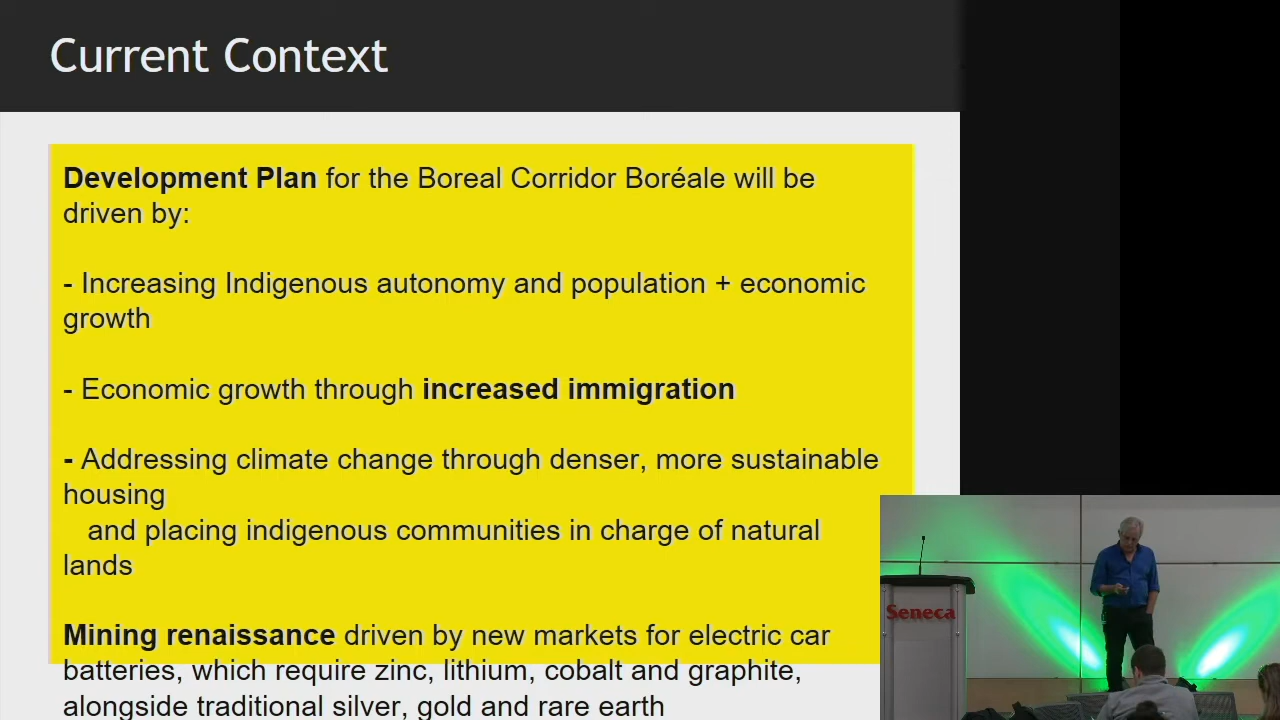 Current Context
Development Plan for the Boreal Corridor Boréale will be
driven by:
- Increasing Indigenous autonomy and population + economic
growth
- Economic growth through increased immigration
- Addressing climate change through denser, more sustainable
housing
and placing indigenous communities in charge of natural
lands
Mining renaissance driven by new markets for electric car
batteries, which require zinc, lithium, cobalt and graphite,
alongside traditional silver, gold and rare earth
Seneca